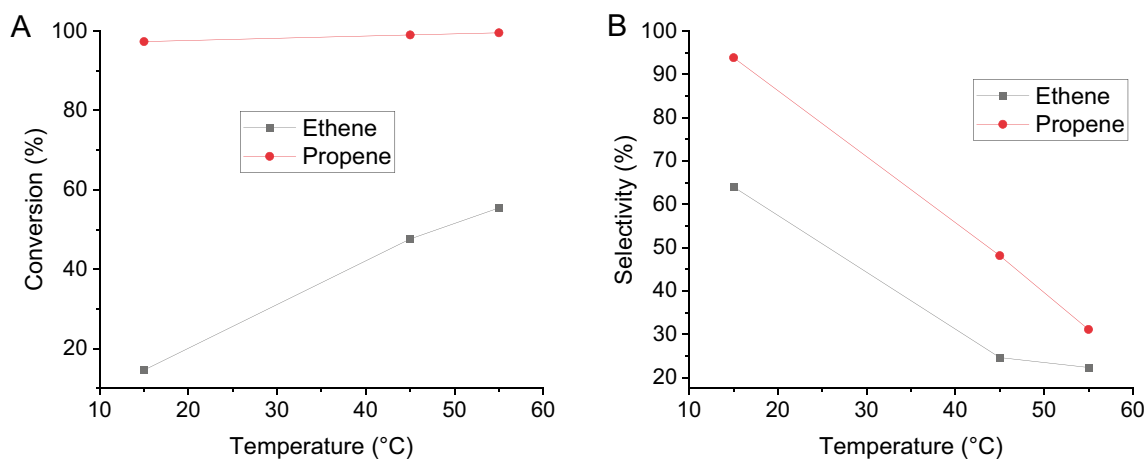 A
100
80
60
40
20
Conversion (%)
Ethene
Propene
10 20 30 40 50 60
Temperature (°C)
B
100
90
80
70
60
50
40
30
20
Selectivity (%)
Ethene
Propene
10 20 30 40 50 60
Temperature (°C)